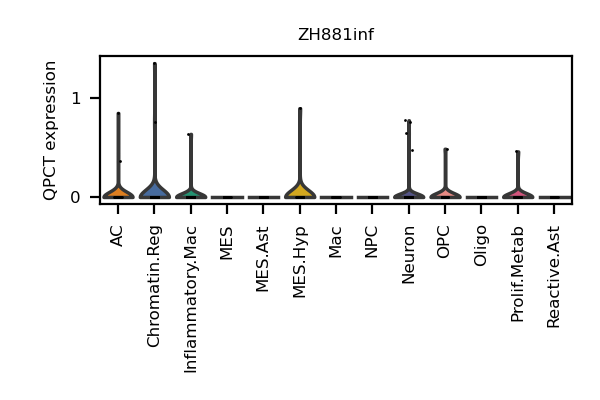 ZH881inf
QPCT expression
1
0
AC
Chromatin.Reg
Inflammatory.Mac
MES
MES.Ast
MES.Hyp
Mac
NPC
Neuron
OPC
Oligo
Prolif.Metab
Reactive.Ast